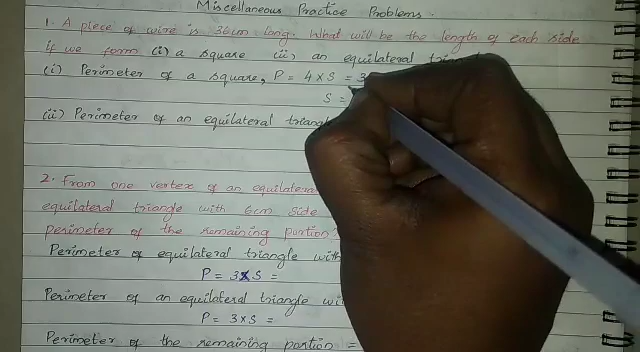 Miscellaneous Practice Problems.
1. A piece of wire is 36cm long. What will be the length of each side
if we form (i) a square (ii) an equilateral
(i) Perimeter of a square, P = 4 × S =
S =
(ii) Perimeter of an equilateral
2. From one vertex of an
equilateral triangle with 6cm side
perimeter of the remaining portion?
Perimeter of equilateral triangle with
P = 3×S =
Perimeter of an equilateral triangle
P = 3×S =
Perimeter of the remaining portion =